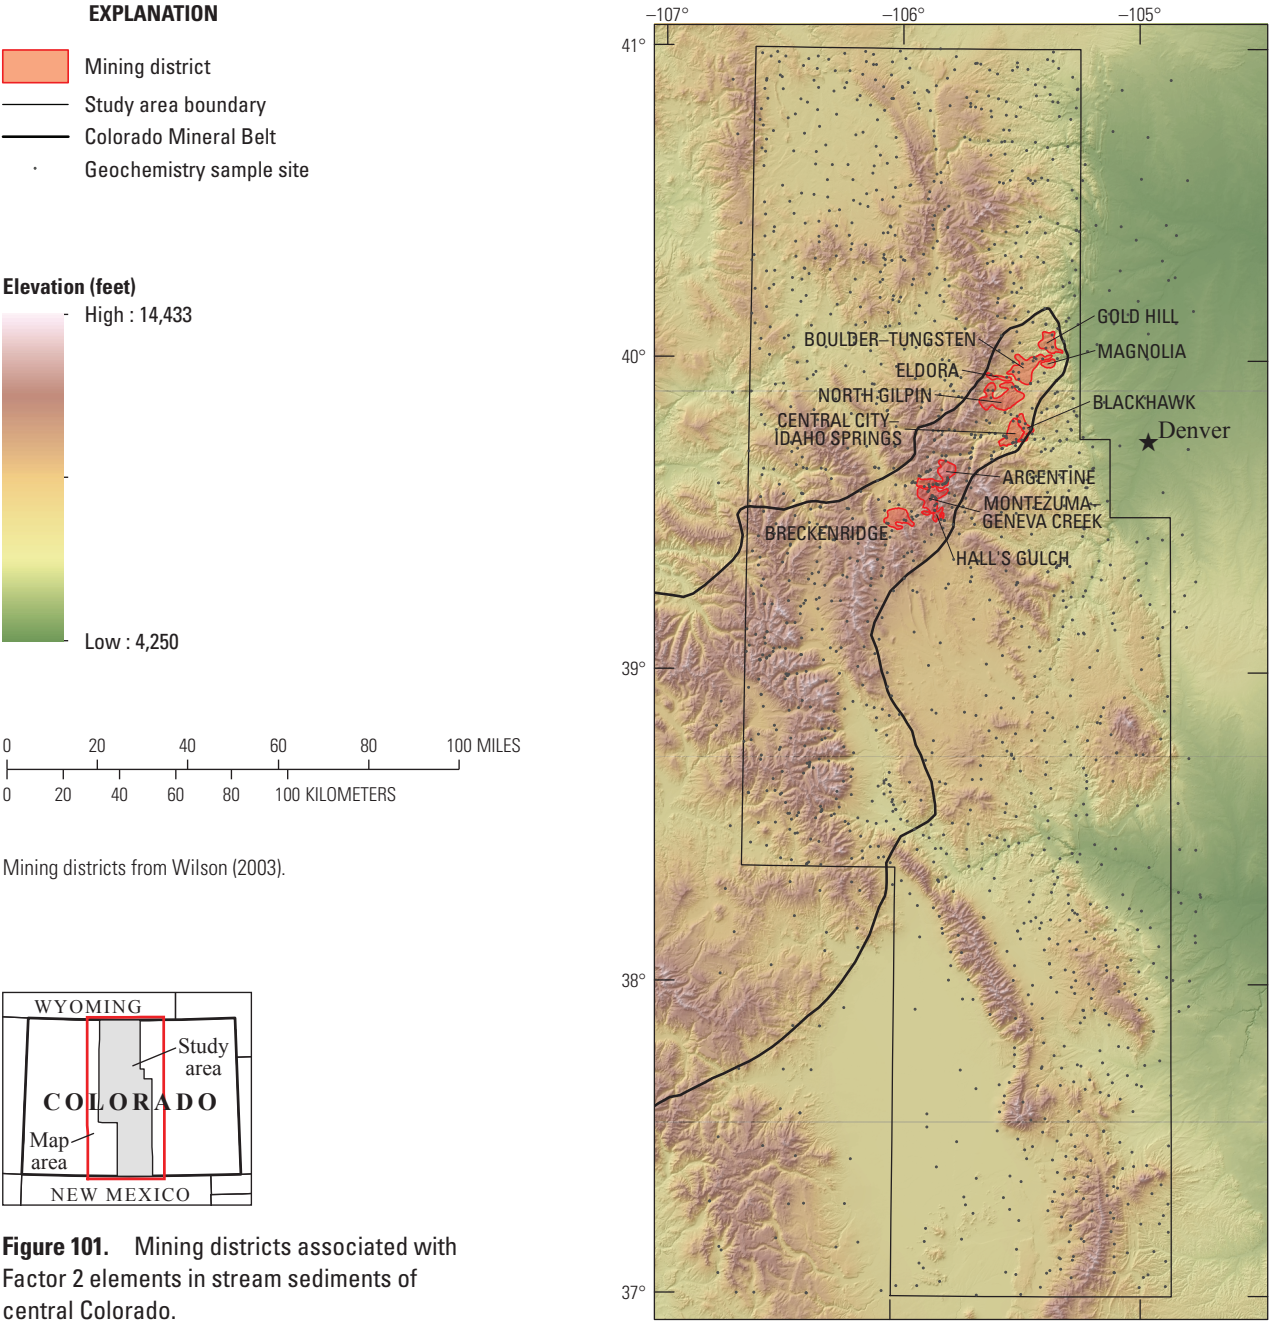 EXPLANATION
Mining district
Study area boundary
Colorado Mineral Belt
Geochemistry sample site
Elevation (feet)
High : 14,433
Low : 4,250
0 20 40 60 80 100 MILES
0 20 40 60 80 100 KILOMETERS
Mining districts from Wilson (2003).
WYOMING
Study
area
COLORADO
Map
area
NEW MEXICO
Figure 101. Mining districts associated with
Factor 2 elements in stream sediments of
central Colorado.
–107° –106° –105°
41°
40°
39°
38°
37°
GOLD HILL
BOULDER–TUNGSTEN
MAGNOLIA
ELDORA
NORTH GILPIN
BLACKHAWK
CENTRAL CITY–
IDAHO SPRINGS
Denver
ARGENTINE
MONTEZUMA–
GENEVA CREEK
BRECKENRIDGE
HALL'S GULCH